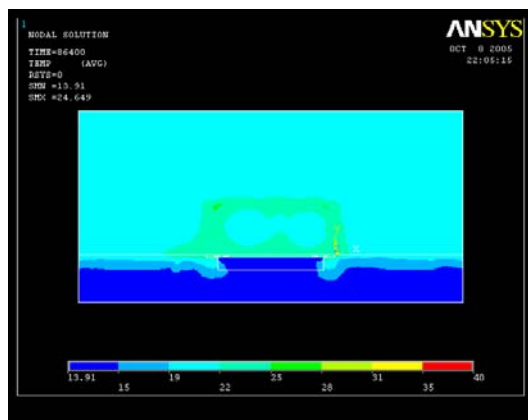 1
NODAL SOLUTION
TIME=86400
TEMP (AVG)
RSYS=0
SMN =13.91
SMX =24.649
ANSYS
OCT 8 2005
22:05:15
X
13.91 15 19 22 25 28 31 35 40